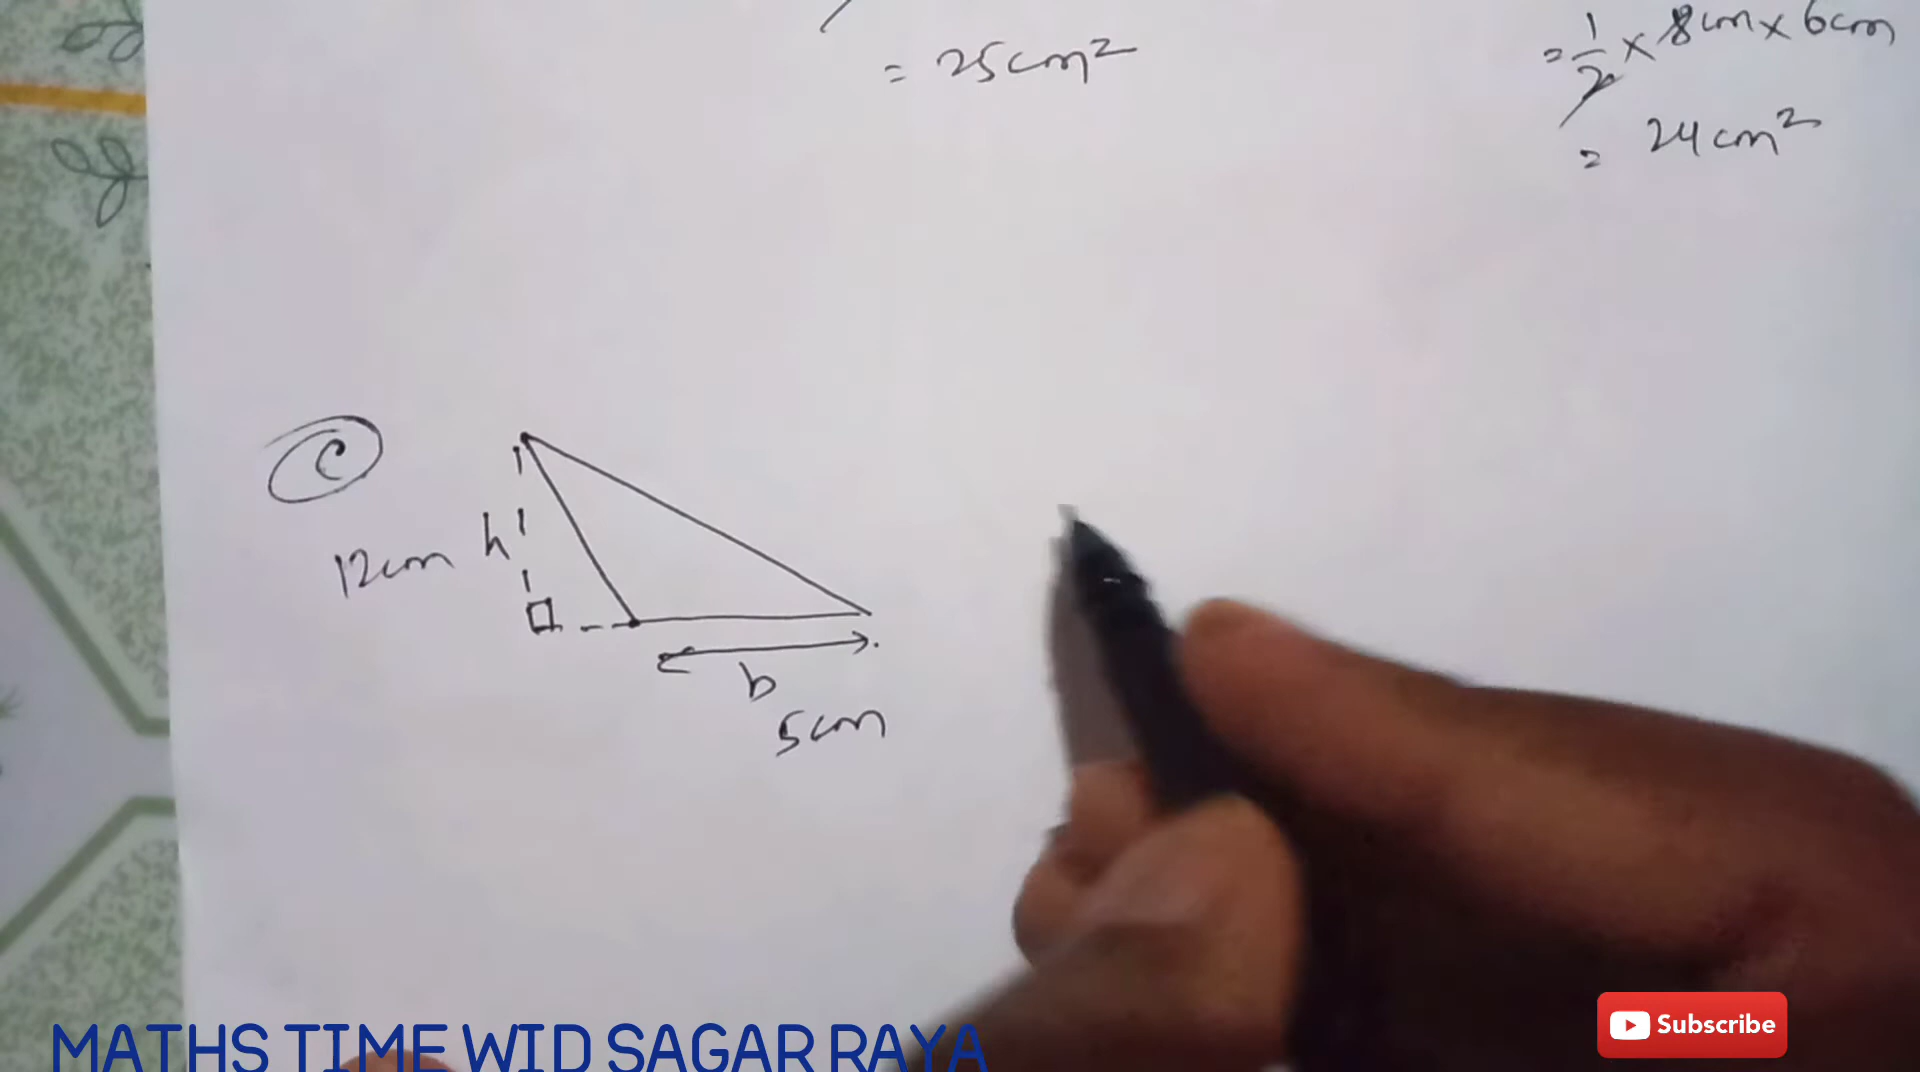 = 25cm²
= 1/2 × 8cm × 6cm
= 24cm²
c
12cm h
b
5cm
MATHS TIME WID SAGAR RAYA
Subscribe